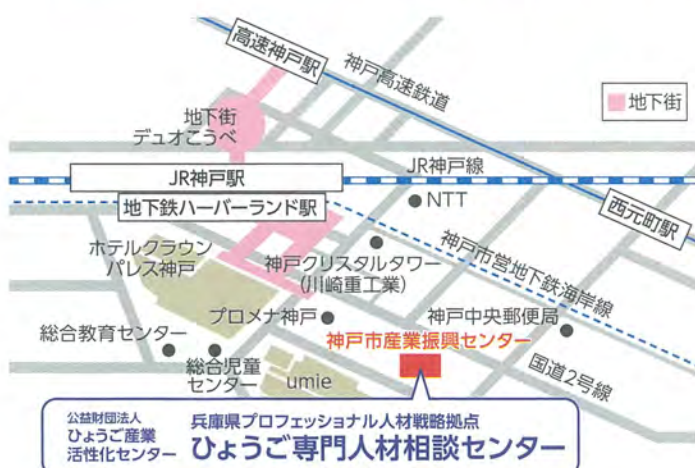 高速神戸駅
神戸高速鉄道
地下街
地下街
デュオこうべ
JR神戸線
JR神戸駅
NTT
地下鉄ハーバーランド駅
西元町駅
神戸市営地下鉄海岸線
ホテルクラウン
パレス神戸
神戸クリスタルタワー
(川崎重工業)
プロメナ神戸
神戸中央郵便局
総合教育センター
神戸市産業振興センター
総合児童
センター
umie
国道2号線
公益財団法人
ひょうご産業
活性化センター
兵庫県プロフェッショナル人材戦略拠点
ひょうご専門人材相談センター